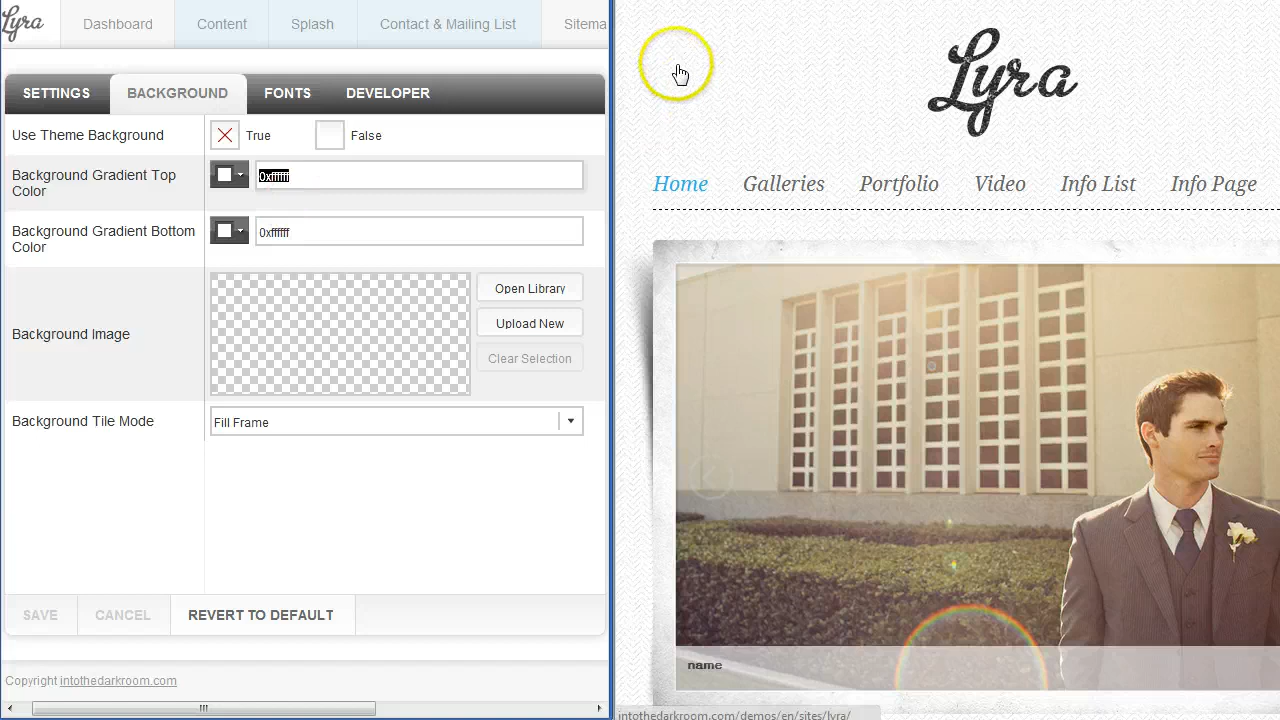 Lyra
Dashboard
Content
Splash
Contact & Mailing List
Sitema
SETTINGS
BACKGROUND
FONTS
DEVELOPER
Use Theme Background
True
False
Background Gradient Top
Color
0xffffff
Background Gradient Bottom
Color
0xffffff
Background Image
Open Library
Upload New
Clear Selection
Background Tile Mode
Fill Frame
SAVE
CANCEL
REVERT TO DEFAULT
Copyright intothedarkroom.com
Lyra
Home
Galleries
Portfolio
Video
Info List
Info Page
name
intothedarkroom.com/demos/en/sites/lyra/